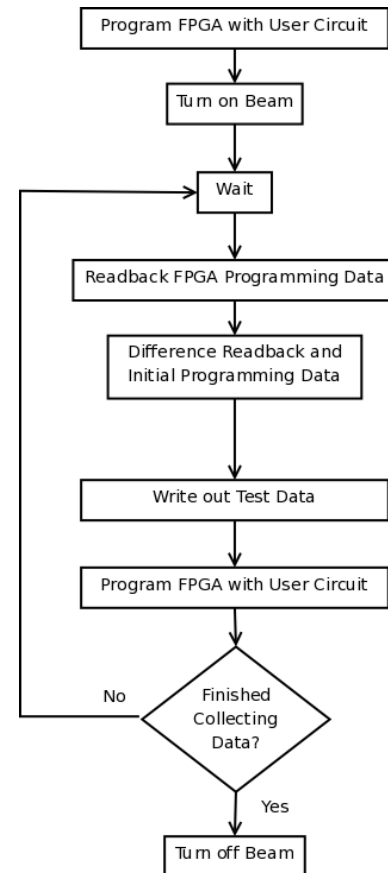 Program FPGA with User Circuit
Turn on Beam
Wait
Readback FPGA Programming Data
Difference Readback and
Initial Programming Data
Write out Test Data
Program FPGA with User Circuit
No
Finished
Collecting
Data?
Yes
Turn off Beam